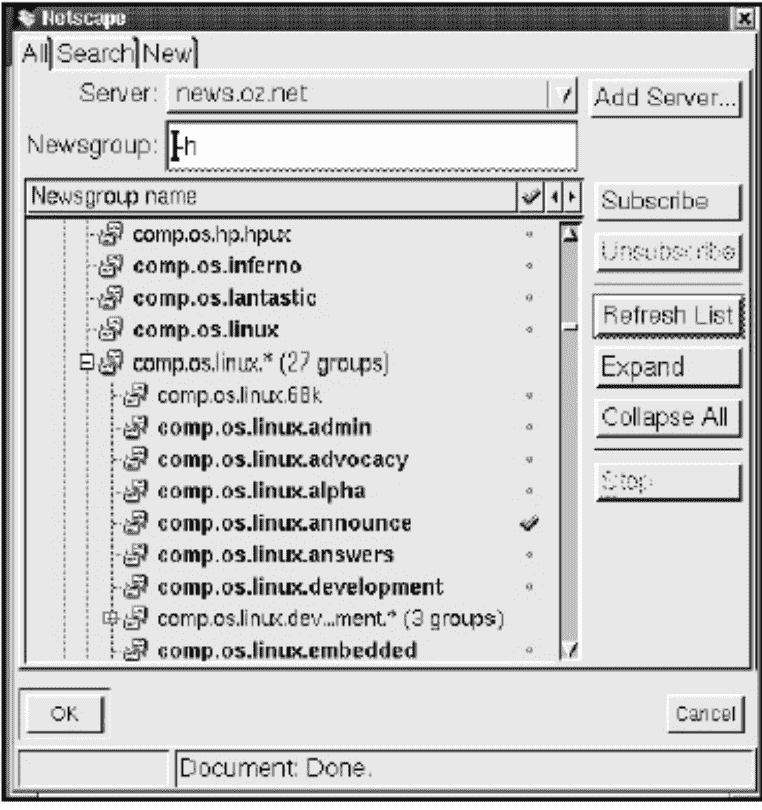 Netscape
All Search New
Server: news.oz.net
Add Server...
Newsgroup: -h
Newsgroup name
Subscribe
comp.os.hp.hpux
Unsubscribe
comp.os.inferno
comp.os.lantastic
Refresh List
comp.os.linux
comp.os.linux.* (27 groups)
Expand
comp.os.linux.68k
Collapse All
comp.os.linux.admin
comp.os.linux.advocacy
Stop
comp.os.linux.alpha
comp.os.linux.announce
comp.os.linux.answers
comp.os.linux.development
comp.os.linux.dev...ment.* (3 groups)
comp.os.linux.embedded
OK
Cancel
Document: Done.